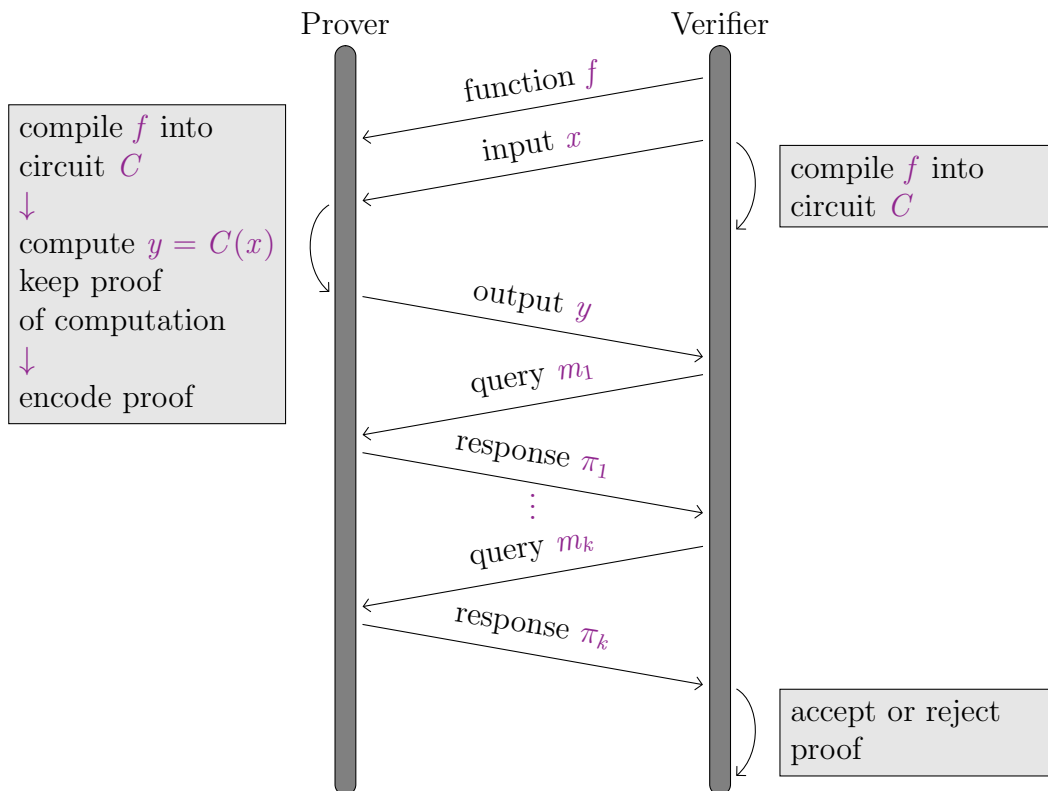 Prover
Verifier
function f
input x
compile f into
circuit C
↓
compute y = C(x)
keep proof
of computation
↓
encode proof
compile f into
circuit C
output y
query m₁
response π₁
⋮
query mₖ
response πₖ
accept or reject
proof